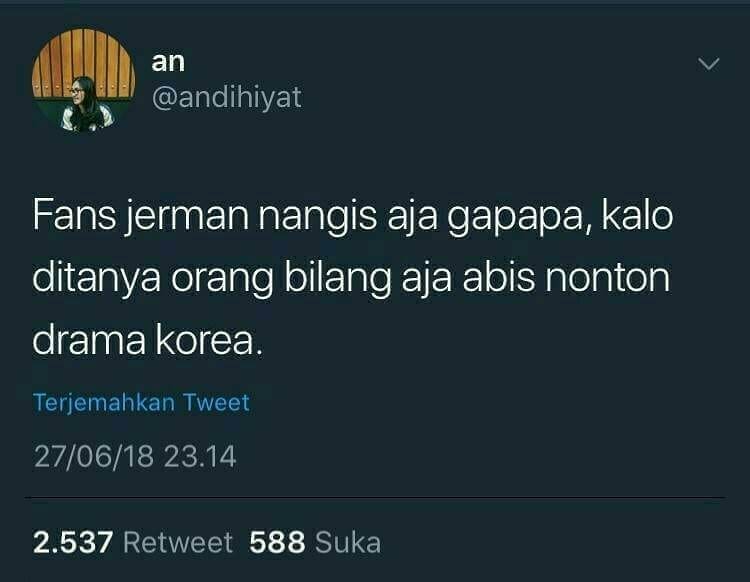 an
@andihiyat
Fans jerman nangis aja gapapa, kalo
ditanya orang bilang aja abis nonton
drama korea.
Terjemahkan Tweet
27/06/18 23.14
2.537 Retweet 588 Suka